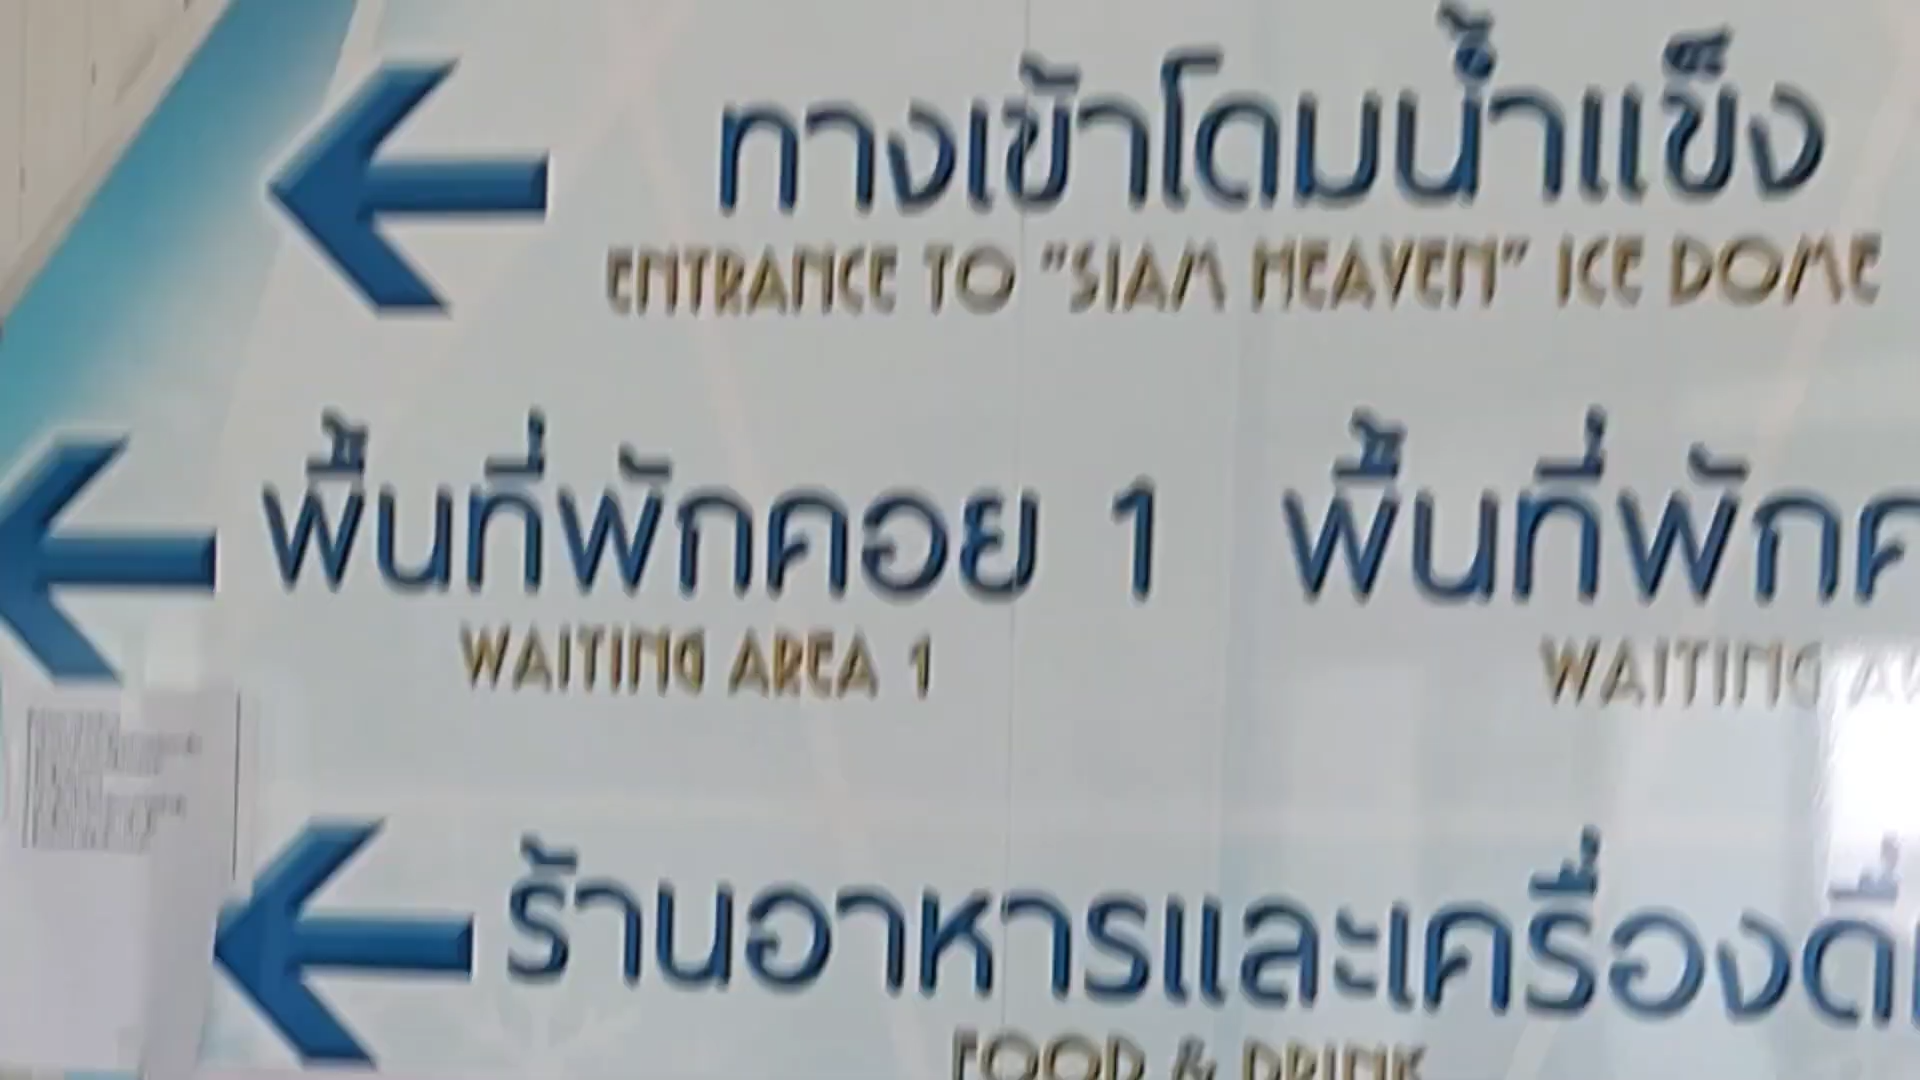 ทางเข้าโดมน้ำแข็ง
ENTRANCE TO "SIAM HEAVEN" ICE DOME
พื้นที่พักคอย 1 พื้นที่พัก
WAITING AREA 1 WAITING
ร้านอาหารและเครื่อง
FOOD & DRINK